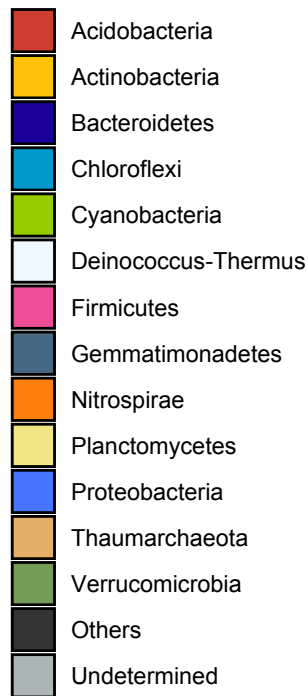 Acidobacteria
Actinobacteria
Bacteroidetes
Chloroflexi
Cyanobacteria
Deinococcus-Thermus
Firmicutes
Gemmatimonadetes
Nitrospirae
Planctomycetes
Proteobacteria
Thaumarchaeota
Verrucomicrobia
Others
Undetermined